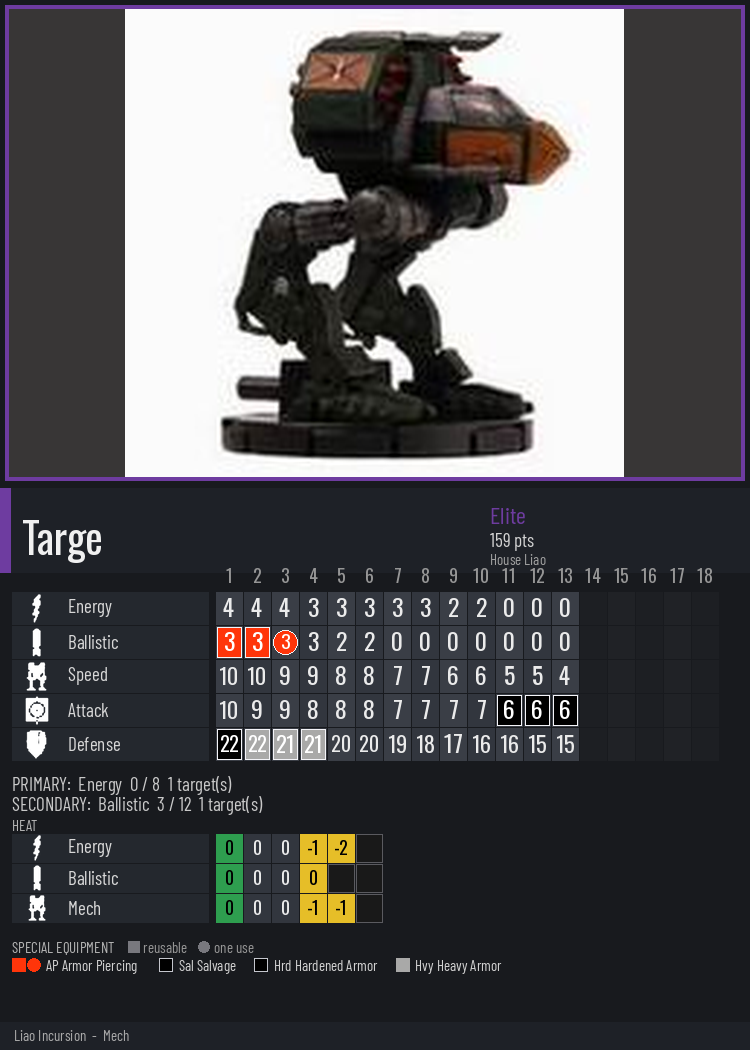 Targe
Elite
159 pts
House Liao
1 2 3 4 5 6 7 8 9 10 11 12 13 14 15 16 17 18
Energy 4 4 4 3 3 3 3 3 2 2 0 0 0
Ballistic 3 3 3 3 2 2 0 0 0 0 0 0 0
Speed 10 10 9 9 8 8 7 7 6 6 5 5 4
Attack 10 9 9 8 8 8 7 7 7 7 6 6 6
Defense 22 22 21 21 20 20 19 18 17 16 16 15 15
PRIMARY: Energy 0 / 8 1 target(s)
SECONDARY: Ballistic 3 / 12 1 target(s)
HEAT
Energy 0 0 0 -1 -2
Ballistic 0 0 0 0
Mech 0 0 0 -1 -1
SPECIAL EQUIPMENT reusable one use
AP Armor Piercing Sal Salvage Hrd Hardened Armor Hvy Heavy Armor
Liao Incursion - Mech